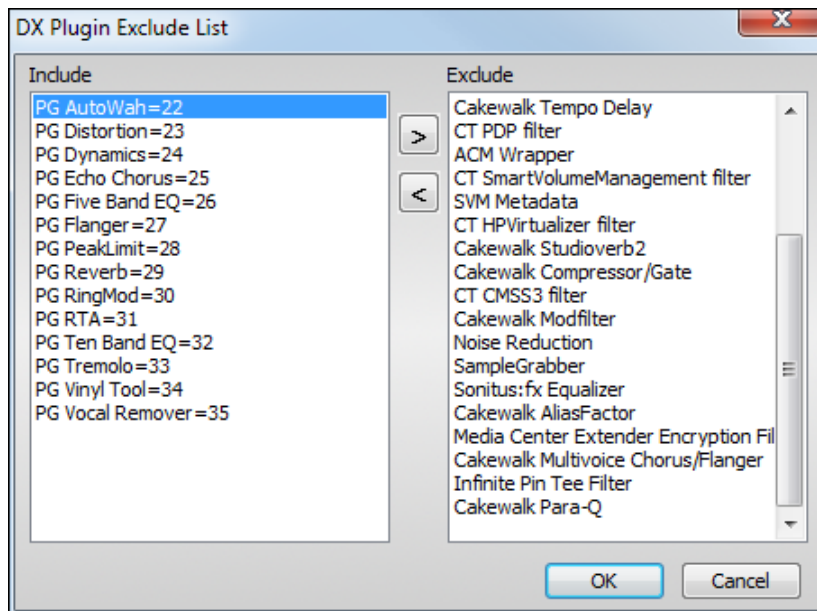 DX Plugin Exclude List
Include
PG AutoWah=22
PG Distortion=23
PG Dynamics=24
PG Echo Chorus=25
PG Five Band EQ=26
PG Flanger=27
PG PeakLimit=28
PG Reverb=29
PG RingMod=30
PG RTA=31
PG Ten Band EQ=32
PG Tremolo=33
PG Vinyl Tool=34
PG Vocal Remover=35
>
<
Exclude
Cakewalk Tempo Delay
CT PDP filter
ACM Wrapper
CT SmartVolumeManagement filter
SVM Metadata
CT HPVirtualizer filter
Cakewalk Studioverb2
Cakewalk Compressor/Gate
CT CMSS3 filter
Cakewalk Modfilter
Noise Reduction
SampleGrabber
Sonitus:fx Equalizer
Cakewalk AliasFactor
Media Center Extender Encryption Fil
Cakewalk Multivoice Chorus/Flanger
Infinite Pin Tee Filter
Cakewalk Para-Q
OK
Cancel